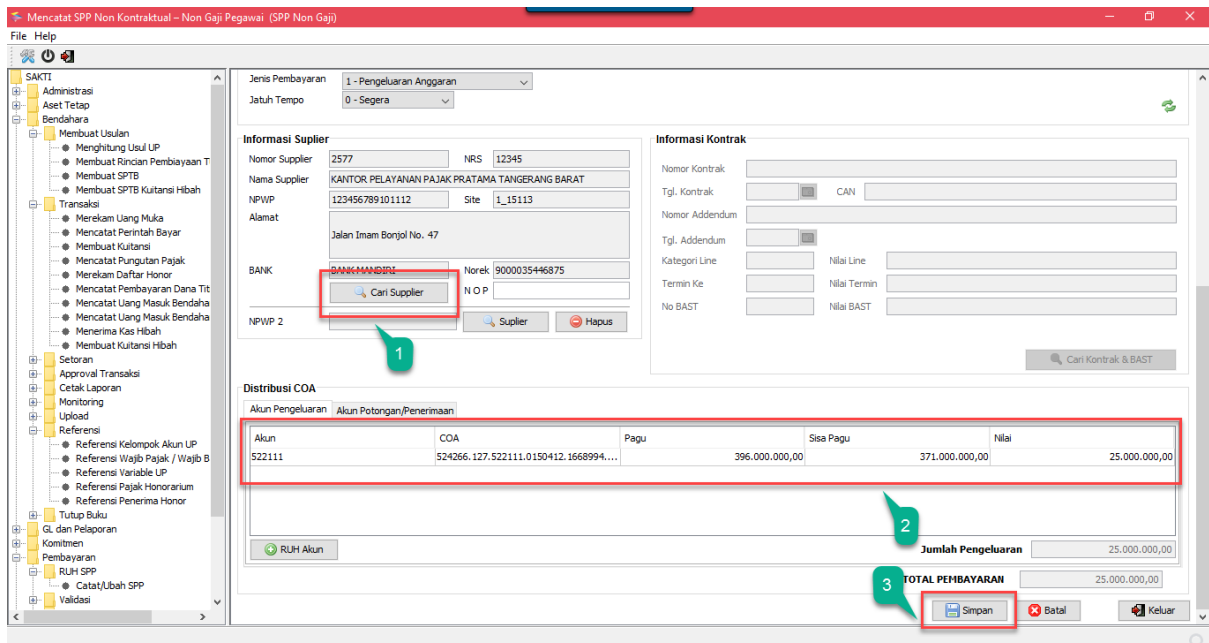 Mencatat SPP Non Kontraktual – Non Gaji Pegawai (SPP Non Gaji)
File Help
SAKTI
Administrasi
Aset Tetap
Bendahara
Membuat Usulan
Menghitung Usul UP
Membuat Rincian Pembiayaan T
Membuat SPTB
Membuat SPTB Kuitansi Hibah
Transaksi
Merekam Uang Muka
Mencatat Perintah Bayar
Membuat Kuitansi
Mencatat Pungutan Pajak
Merekam Daftar Honor
Mencatat Pembayaran Dana Tit
Mencatat Uang Masuk Bendaha
Mencatat Uang Masuk Bendaha
Menerima Kas Hibah
Membuat Kuitansi Hibah
Setoran
Approval Transaksi
Cetak Laporan
Monitoring
Upload
Referensi
Referensi Kelompok Akun UP
Referensi Wajib Pajak / Wajib B
Referensi Variable UP
Referensi Pajak Honorarium
Referensi Penerima Honor
Tutup Buku
GL dan Pelaporan
Komitmen
Pembayaran
RUH SPP
Catat/Ubah SPP
Validasi
Jenis Pembayaran 1 - Pengeluaran Anggaran
Jatuh Tempo 0 - Segera
Informasi Suplier
Nomor Supplier 2577 NRS 12345
Nama Supplier KANTOR PELAYANAN PAJAK PRATAMA TANGERANG BARAT
NPWP 123456789101112 Site 1_15113
Alamat
Jalan Imam Bonjol No. 47
BANK BANK MANDIRI Norek 9000035446875
Cari Supplier N O P
NPWP 2 Suplier Hapus
1
Informasi Kontrak
Nomor Kontrak
Tgl. Kontrak CAN
Nomor Addendum
Tgl. Addendum
Kategori Line Nilai Line
Termin Ke Nilai Termin
No BAST Nilai BAST
Cari Kontrak & BAST
Distribusi COA
Akun Pengeluaran Akun Potongan/Penerimaan
Akun COA Pagu Sisa Pagu Nilai
522111 524266.127.522111.0150412.1668994.... 396.000.000,00 371.000.000,00 25.000.000,00
2
RUH Akun Jumlah Pengeluaran 25.000.000,00
3 TOTAL PEMBAYARAN 25.000.000,00
Simpan Batal Keluar